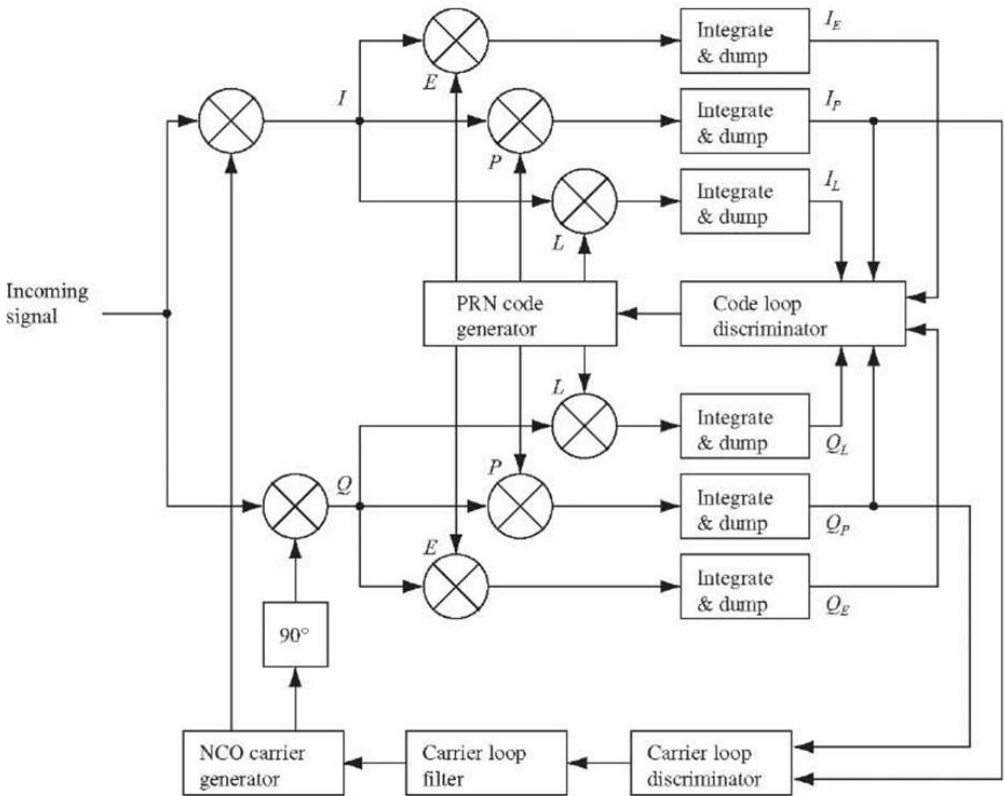 Integrate
& dump
I_E
E
I
Integrate
& dump
I_P
P
Integrate
& dump
I_L
L
Incoming
signal
PRN code
generator
Code loop
discriminator
L
Integrate
& dump
Q_L
Q
P
Integrate
& dump
Q_P
E
Integrate
& dump
Q_E
90°
NCO carrier
generator
Carrier loop
filter
Carrier loop
discriminator